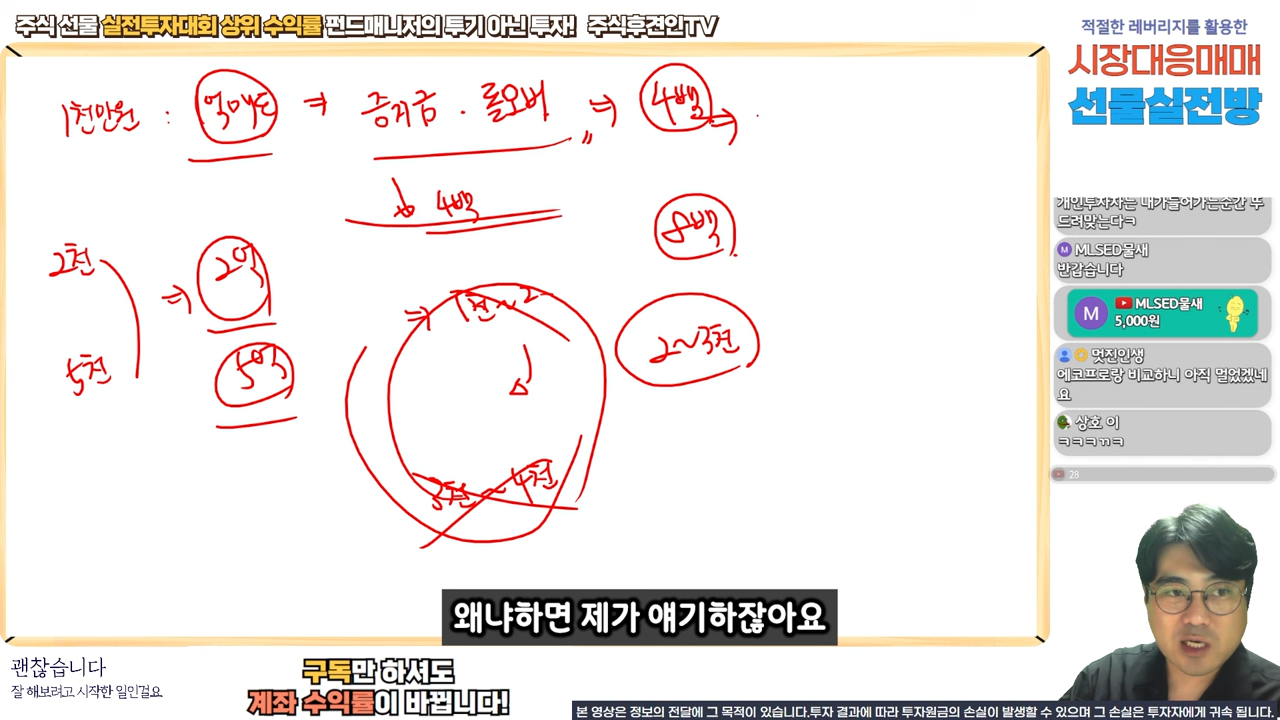 주식 선물 실전투자대회 상위 수익률 펀드매니저의 투기 아닌 투자! 주식후견인TV
적절한 레버리지를 활용한
시장대응매매
선물실전방
1천만원 : ⇒ 증거금 · 롤오버 ⇒ 4백 ⇒
4백
8백
2천 ⇒ 2억
⇒ 1천~2
2~3천
5천 5억
3천~4천
개인투자자는 내가들어가는순간 두
드려맞는다ㅋ
M MLSED물새
반갑습니다
M MLSED물새
5,000원
멋진인생
에코프로랑 비교하니 아직 멀었겠네
요
상호 이
ㅋㅋㅋㄲㅋ
28
왜냐하면 제가 얘기하잖아요
괜찮습니다
잘 해보려고 시작한 일인걸요
구독만 하셔도
계좌 수익률이 바뀝니다!
본 영상은 정보의 전달에 그 목적이 있습니다.투자 결과에 따라 투자원금의 손실이 발생할 수 있으며 그 손실은 투자자에게 귀속 됩니다.